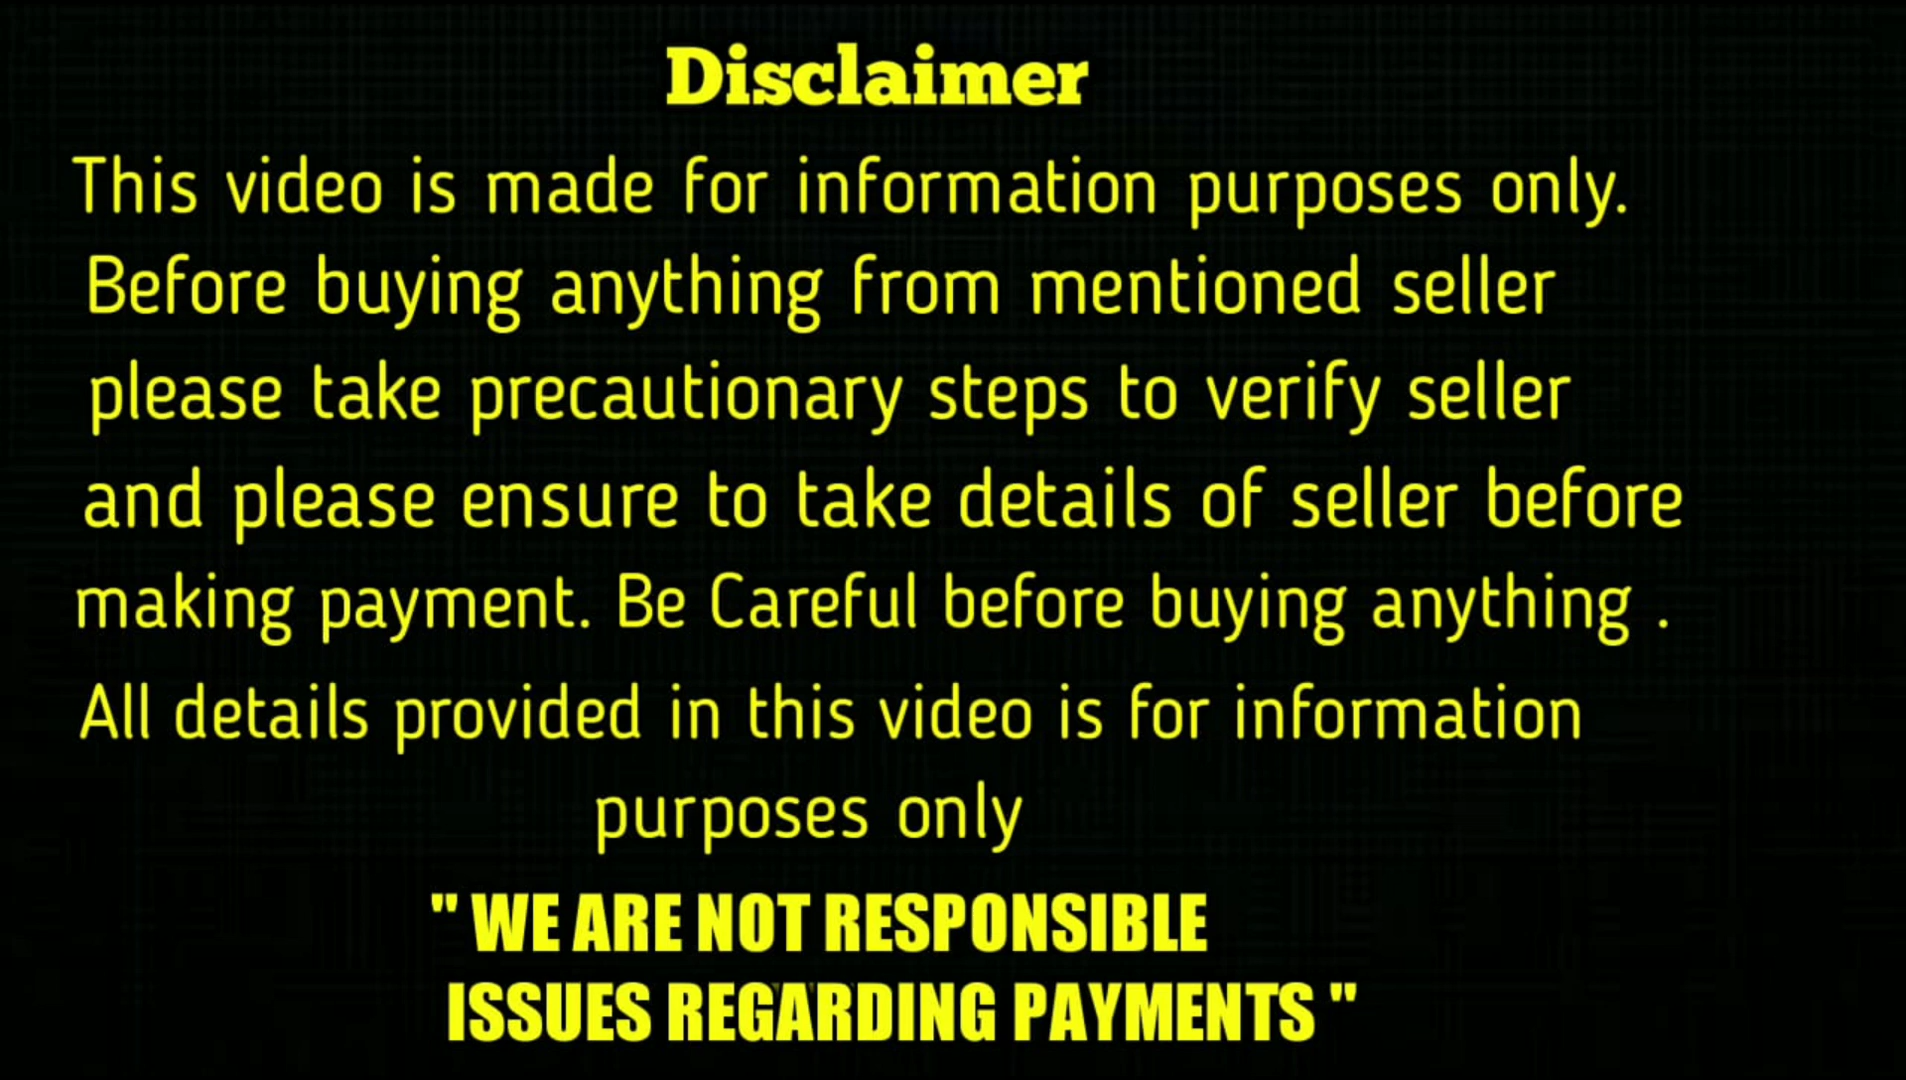 Disclaimer
This video is made for information purposes only.
Before buying anything from mentioned seller
please take precautionary steps to verify seller
and please ensure to take details of seller before
making payment. Be Careful before buying anything .
All details provided in this video is for information
purposes only
" WE ARE NOT RESPONSIBLE
ISSUES REGARDING PAYMENTS "